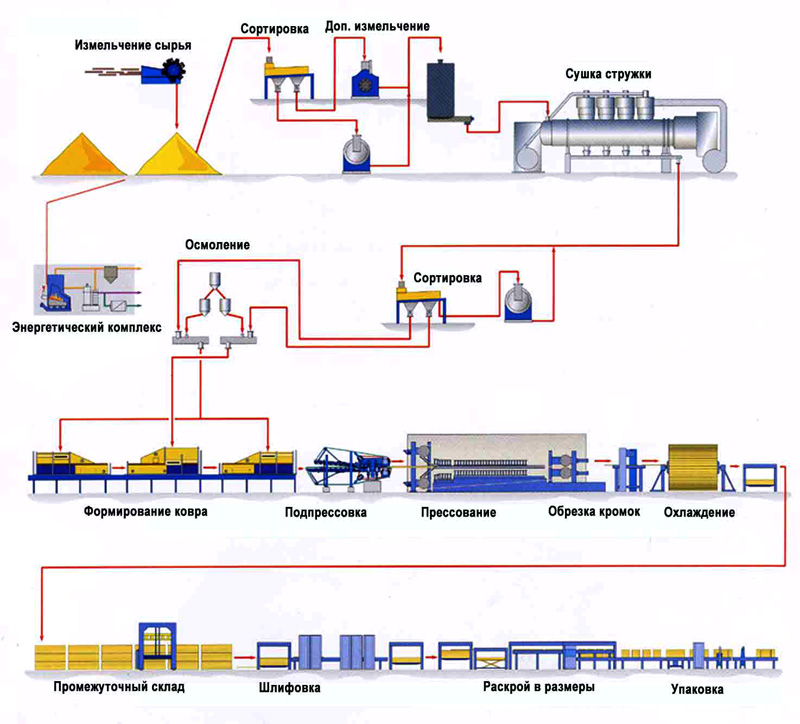 Измельчение сырья
Сортировка
Доп. измельчение
Сушка стружки
Осмоление
Сортировка
Энергетический комплекс
Формирование ковра
Подпрессовка
Прессование
Обрезка кромок
Охлаждение
Промежуточный склад
Шлифовка
Раскрой в размеры
Упаковка